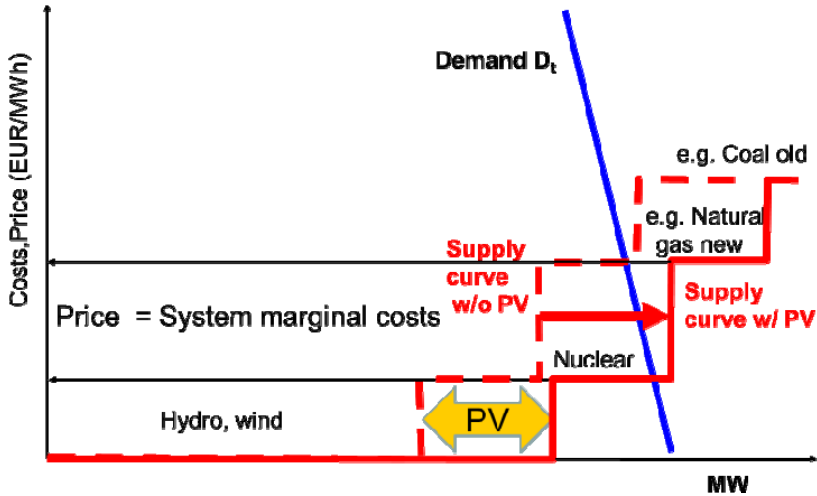 Costs,Price (EUR/MWh)
Demand Dt
e.g. Coal old
e.g. Natural
gas new
Supply
curve
w/o PV
Supply
curve w/ PV
Price = System marginal costs
Nuclear
Hydro, wind
PV
MW